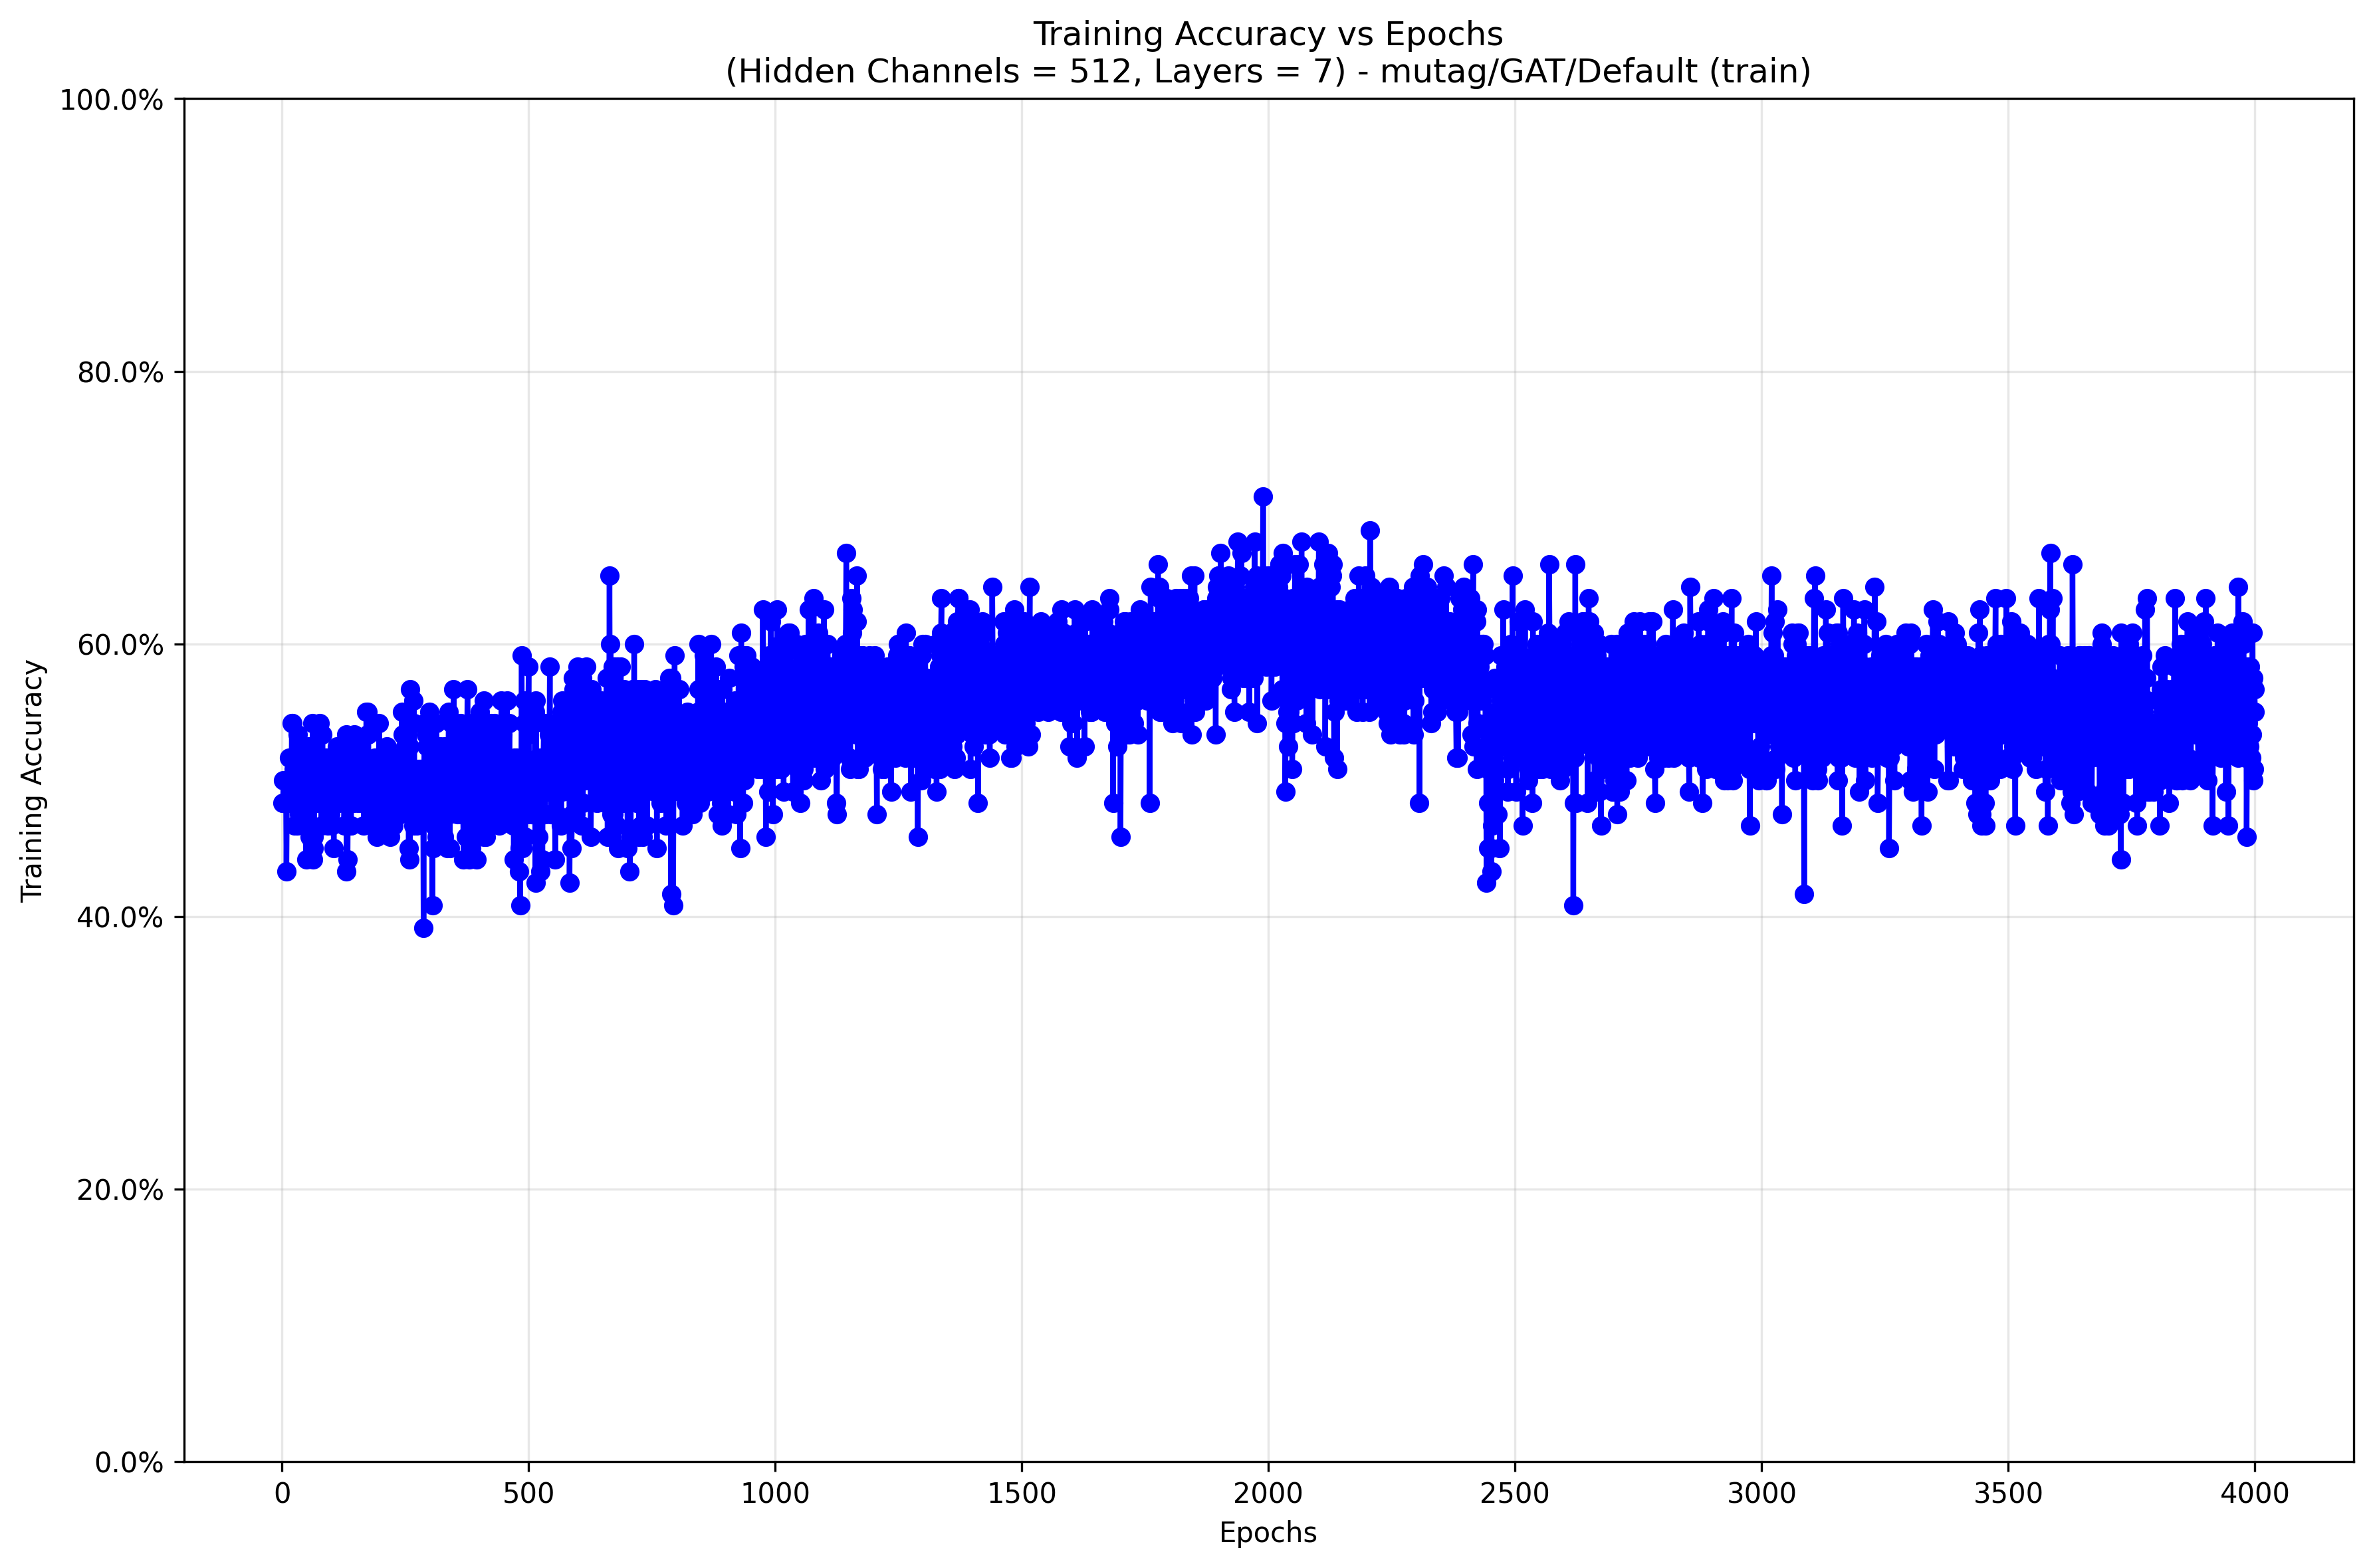 Training Accuracy vs Epochs
(Hidden Channels = 512, Layers = 7) - mutag/GAT/Default (train)
100.0%
80.0%
60.0%
40.0%
20.0%
0.0%
Training Accuracy
0 500 1000 1500 2000 2500 3000 3500 4000
Epochs